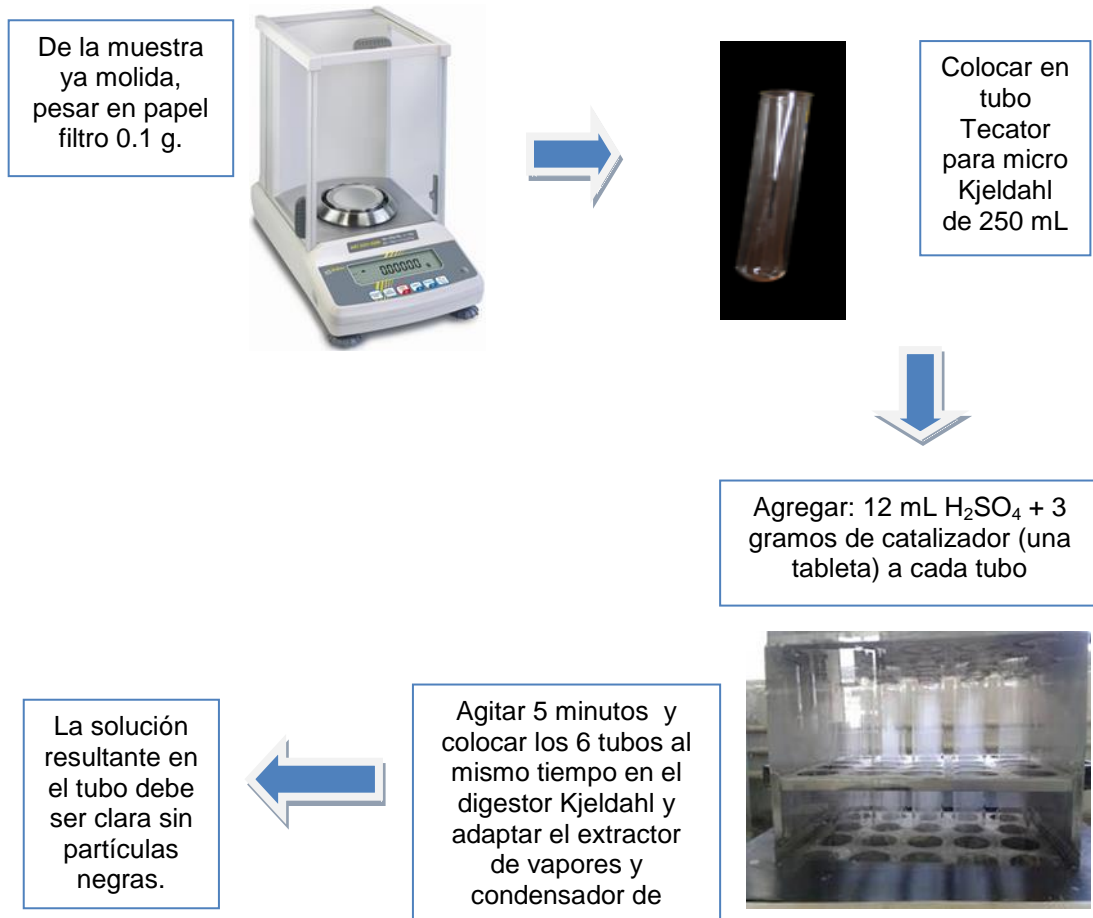 De la muestra
ya molida,
pesar en papel
filtro 0.1 g.
0.00000
Colocar en
tubo
Tecator
para micro
Kjeldahl
de 250 mL
Agregar: 12 mL H₂SO₄ + 3
gramos de catalizador (una
tableta) a cada tubo
Agitar 5 minutos y
colocar los 6 tubos al
mismo tiempo en el
digestor Kjeldahl y
adaptar el extractor
de vapores y
condensador de
La solución
resultante en
el tubo debe
ser clara sin
partículas
negras.